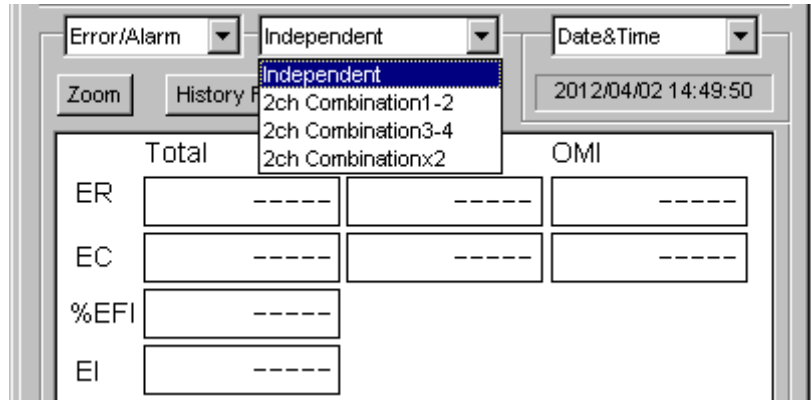 Error/Alarm Independent Date&Time
Independent
Zoom History 2012/04/02 14:49:50
2ch Combination1-2
2ch Combination3-4
2ch Combinationx2
Total OMI
ER ----- ----- -----
EC ----- ----- -----
%EFI -----
EI -----